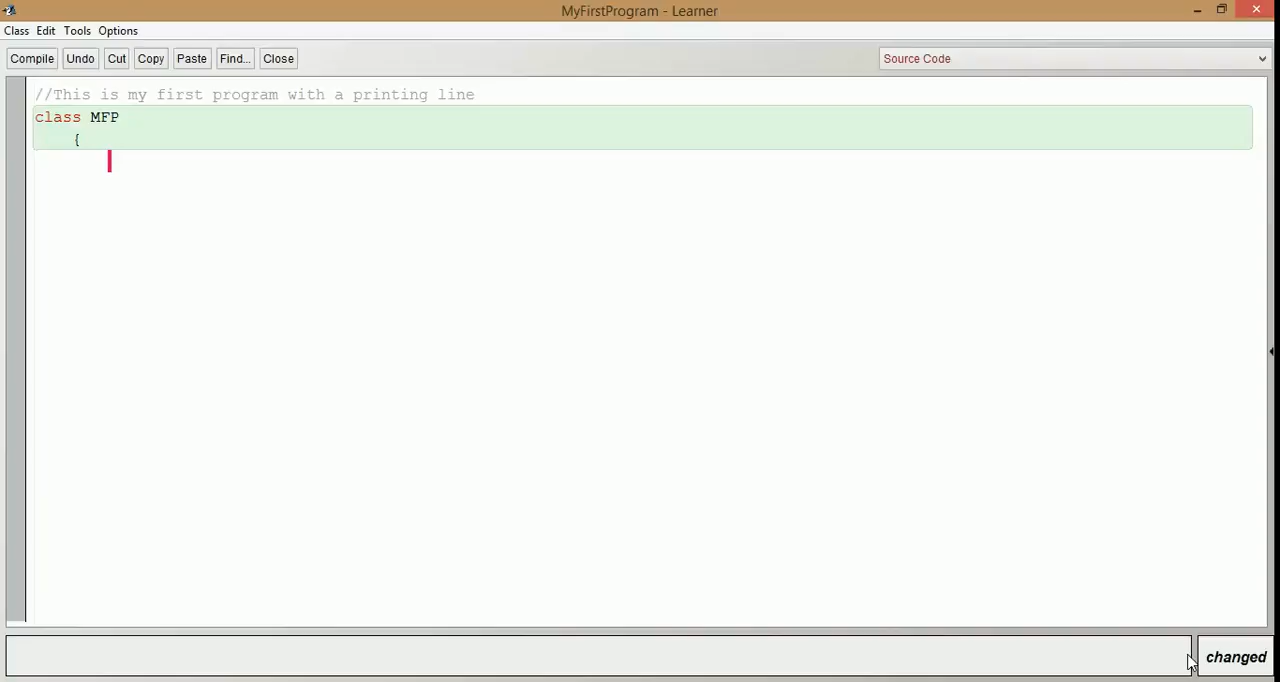 MyFirstProgram - Learner
Class Edit Tools Options
Compile Undo Cut Copy Paste Find... Close Source Code
//This is my first program with a printing line
class MFP
{
changed